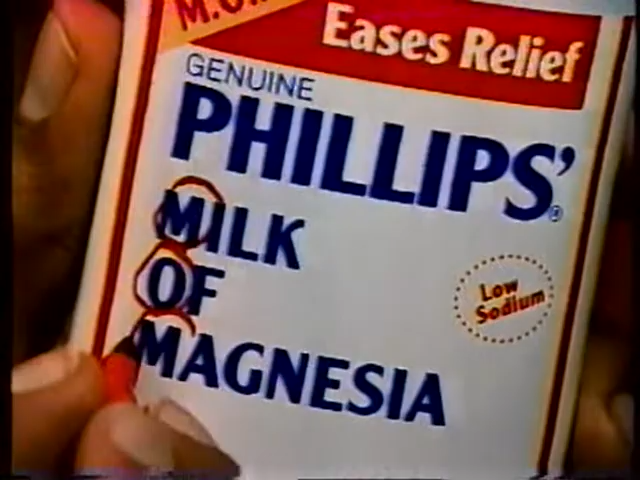 M.O.
Eases Relief
GENUINE
PHILLIPS'®
MILK
OF
MAGNESIA
Low
Sodium